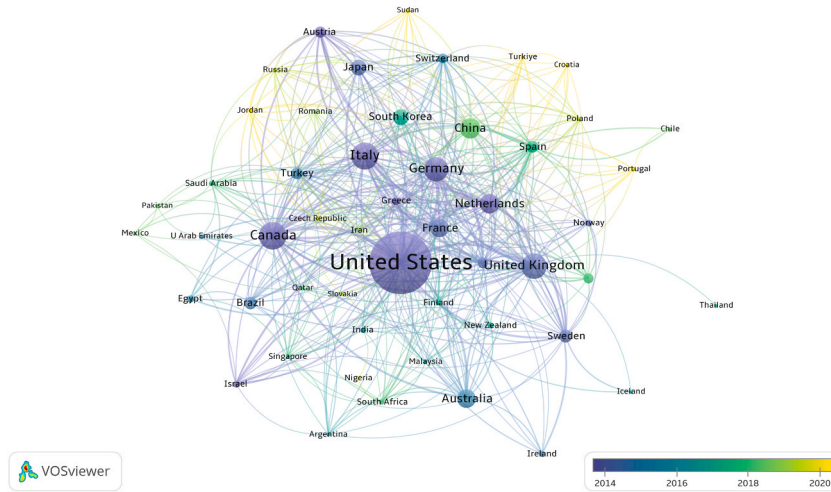 Sudan
Austria
Switzerland
Turkiye
Croatia
Russia
Japan
Jordan
Romania
South Korea
China
Poland
Chile
Spain
Italy
Germany
Portugal
Turkey
Saudi Arabia
Greece
Netherlands
Pakistan
Czech Republic
Norway
Mexico
U Arab Emirates
Canada
Iran
France
United States
United Kingdom
Qatar
Slovakia
Egypt
Brazil
Finland
Thailand
India
New Zealand
Sweden
Singapore
Malaysia
Israel
Nigeria
Iceland
South Africa
Australia
Argentina
Ireland
VOSviewer
2014 2016 2018 2020